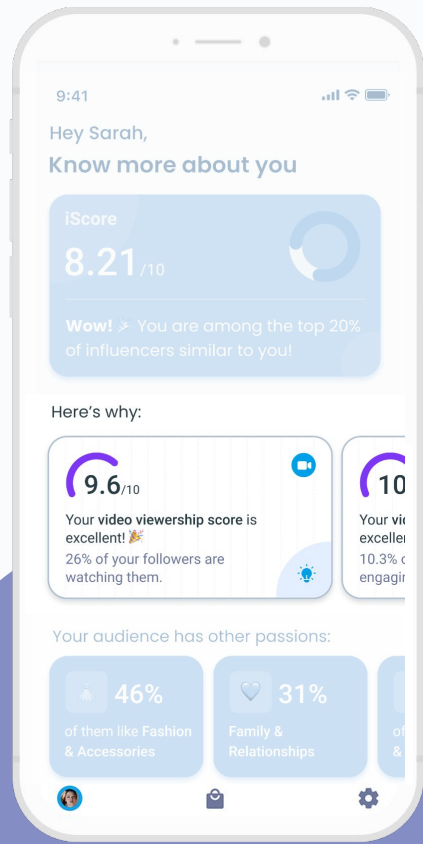 9:41
Hey Sarah,
Know more about you
iScore
8.21/10
Wow! You are among the top 20%
of influencers similar to you!
Here's why:
9.6/10
Your video viewership score is
excellent! 🎉
26% of your followers are
watching them.
10
Your
10.3%
Your audience has other passions:
46%
of them like Fashion
& Accessories
31%
Family &
Relationships
of
&